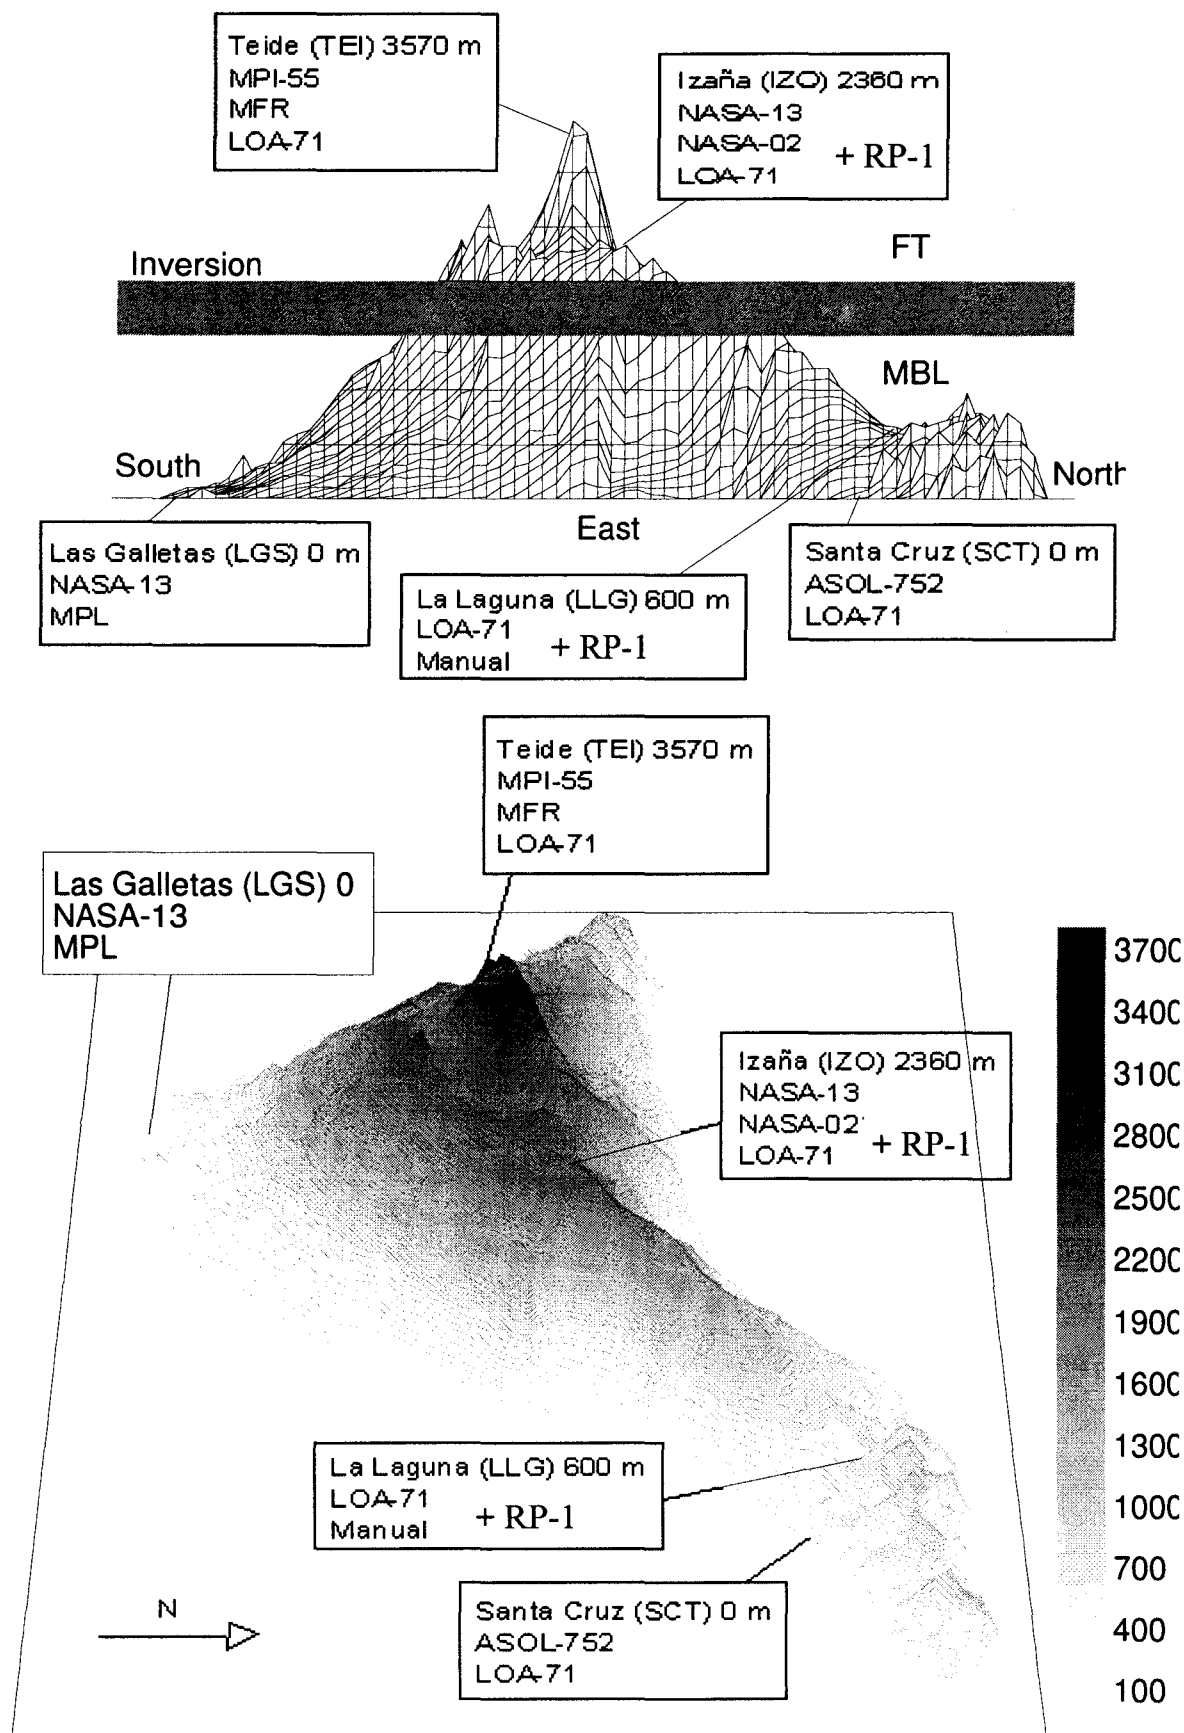 Teide (TEI) 3570 m
MPI-55
MFR
LOA-71
Izaña (IZO) 2360 m
NASA-13
NASA-02 + RP-1
LOA-71
FT
Inversion
MBL
South
North
East
Las Galletas (LGS) 0 m
NASA-13
MPL
La Laguna (LLG) 600 m
LOA-71
Manual + RP-1
Santa Cruz (SCT) 0 m
ASOL-752
LOA-71
Teide (TEI) 3570 m
MPI-55
MFR
LOA-71
Las Galletas (LGS) 0
NASA-13
MPL
Izaña (IZO) 2360 m
NASA-13
NASA-02
LOA-71 + RP-1
3700
3400
3100
2800
2500
2200
1900
1600
1300
1000
700
400
100
La Laguna (LLG) 600 m
LOA-71
Manual + RP-1
Santa Cruz (SCT) 0 m
ASOL-752
LOA-71
N